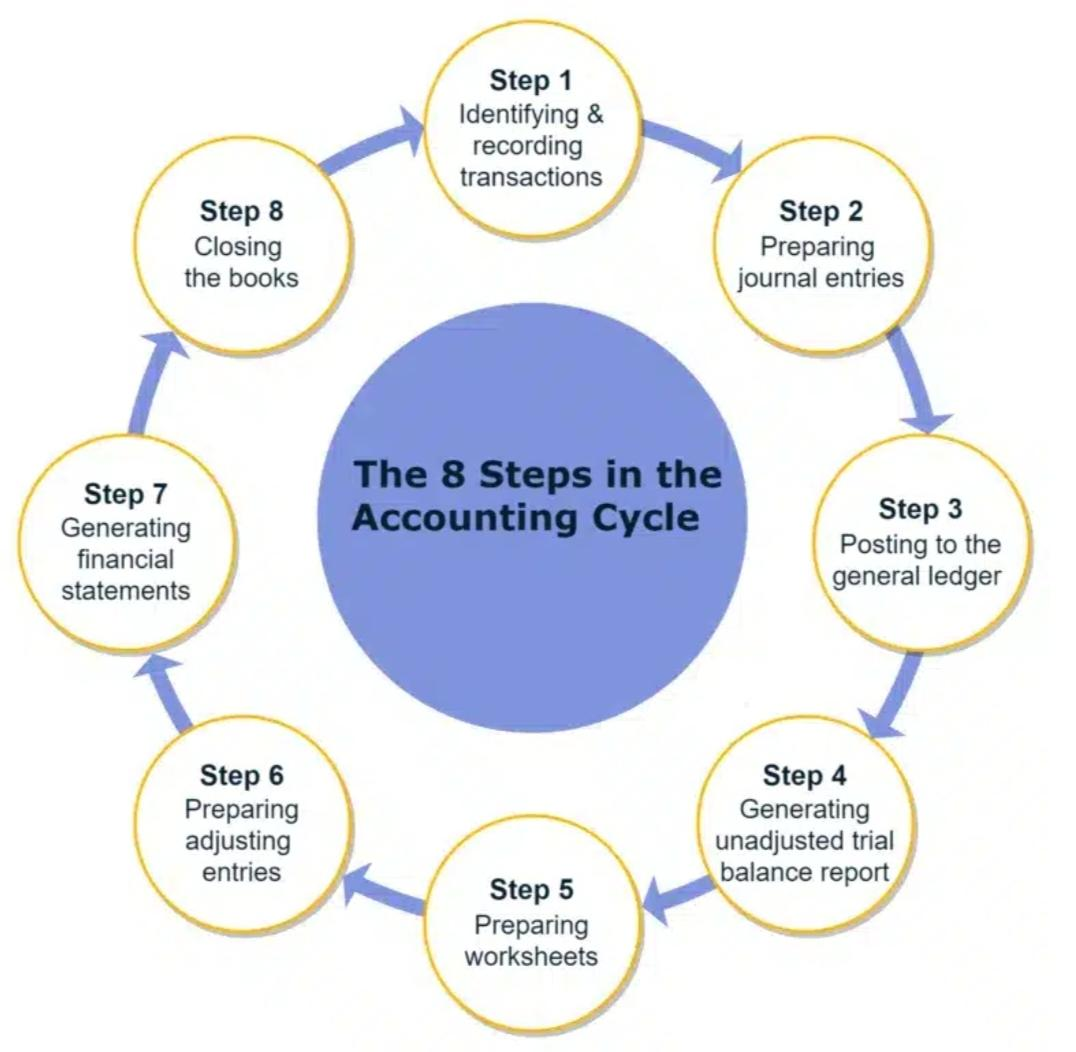 The 8 Steps in the
Accounting Cycle
Step 1
Identifying &
recording
transactions
Step 2
Preparing
journal entries
Step 3
Posting to the
general ledger
Step 4
Generating
unadjusted trial
balance report
Step 5
Preparing
worksheets
Step 6
Preparing
adjusting
entries
Step 7
Generating
financial
statements
Step 8
Closing
the books